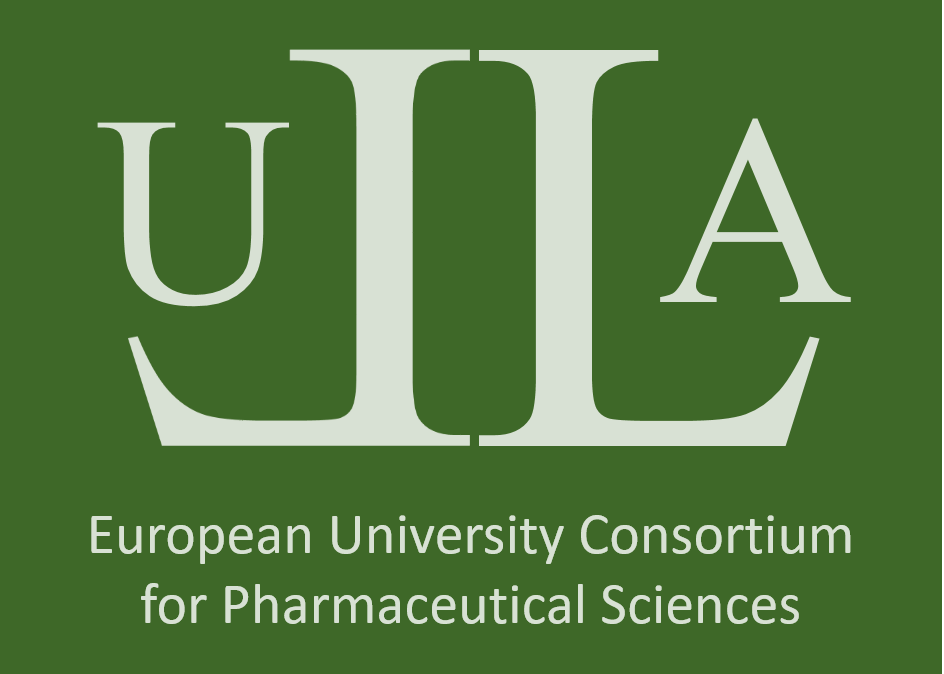 ULLA
European University Consortium
for Pharmaceutical Sciences